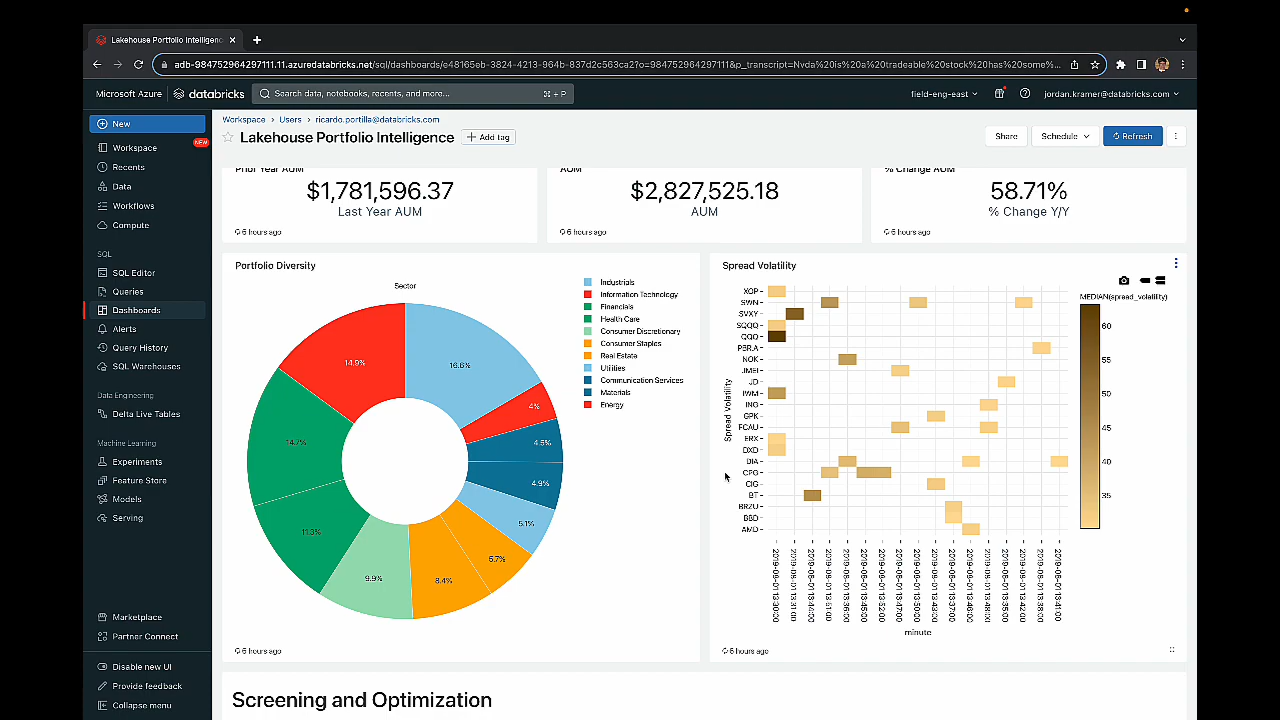 Lakehouse Portfolio Intelligenc
adb-984752964297111.11.azuredatabricks.net/sql/dashboards/e48165eb-3824-4213-964b-837d2c563ca2?o=984752964297111&p_transcript=Nvda%20is%20a%20tradeable%20stock%20has%20some%...
Microsoft Azure
databricks
Search data, notebooks, recents, and more...
⌘ + P
field-eng-east
jordan.kramer@databricks.com
New
Workspace
NEW
Recents
Data
Workflows
Compute
SQL
SQL Editor
Queries
Dashboards
Alerts
Query History
SQL Warehouses
Data Engineering
Delta Live Tables
Machine Learning
Experiments
Feature Store
Models
Serving
Marketplace
Partner Connect
Disable new UI
Provide feedback
Collapse menu
Workspace > Users > ricardo.portilla@databricks.com
Lakehouse Portfolio Intelligence
Add tag
Share
Schedule
Refresh
Prior Year AUM
$1,781,596.37
Last Year AUM
6 hours ago
AUM
$2,827,525.18
AUM
6 hours ago
% Change AUM
58.71%
% Change Y/Y
6 hours ago
Portfolio Diversity
Sector
16.6%
4%
4.5%
4.9%
5.1%
6.7%
8.4%
9.9%
11.3%
14.7%
14.9%
Industrials
Information Technology
Financials
Health Care
Consumer Discretionary
Consumer Staples
Real Estate
Utilities
Communication Services
Materials
Energy
6 hours ago
Spread Volatility
MEDIAN(spread_volatility)
60
55
50
45
40
35
Spread Volatility
XOP
SWN
SVXY
SQQQ
QQQ
PBR.A
NOK
JMEI
JD
IWM
ING
GPK
FCAU
ERX
DXD
DIA
CPG
CIG
BT
BRZU
BBD
AMD
minute
6 hours ago
Screening and Optimization